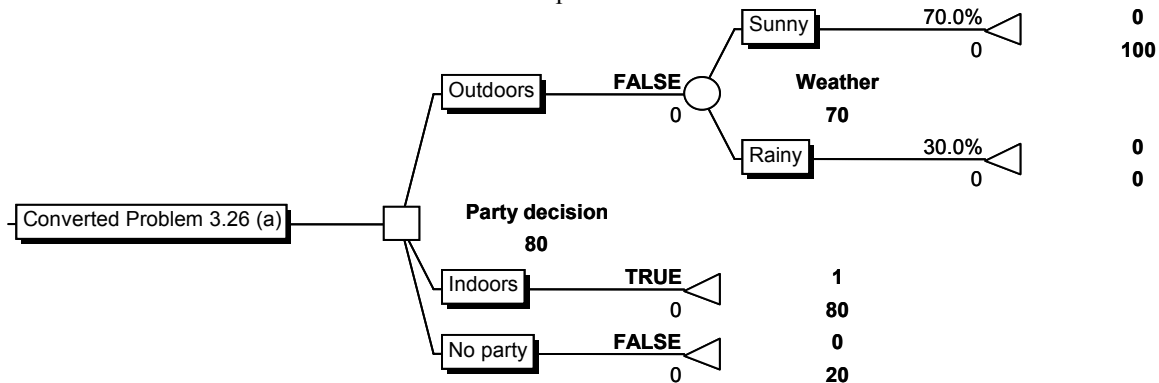 Sunny 70.0% 0
0 100
Outdoors FALSE Weather
0 70
Rainy 30.0% 0
0 0
Converted Problem 3.26 (a) Party decision
80
Indoors TRUE 1
0 80
No party FALSE 0
0 20